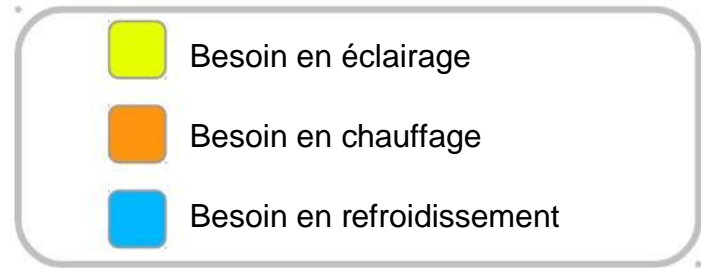 Besoin en éclairage
Besoin en chauffage
Besoin en refroidissement